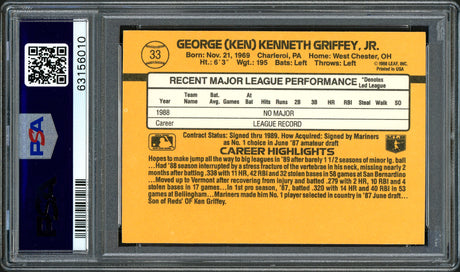 63156010
PSA
33
GEORGE (KEN) KENNETH GRIFFEY, JR.
Born: Nov. 21, 1969 Charleroi, PA Home: West Chester, OH
Ht.: 6'3" Wgt.: 195 Bats: Left Throws: Left
© 1988 LEAF, INC.
Printed in USA
RECENT MAJOR LEAGUE PERFORMANCE
*Denotes
Led League
Year Team Name Bat. Avg. Games At Bat Hits Runs 2B 3B HR RBI Steal Walk SO
1988 NO MAJOR
Career LEAGUE RECORD
Contract Status: Signed thru 1989. How Acquired: Signed by Mariners
as No. 1 choice in June '87 amateur draft
CAREER HIGHLIGHTS
Hopes to make jump all the way to big leagues in '89 after barely 1 1/2 seasons of minor lg. ball
...Had '88 season interrupted by a stress fracture of the vertebrae in his neck, missing nearly 2
months after batting .338 with 11 HR, 42 RBI and 32 stolen bases in 58 games at San Bernardino
...Moved up to Vermont after recovering from injury and batted .279 with 2 HR, 10 RBI and 4
stolen bases in 17 games...In 1st pro season, '87, batted .320 with 14 HR and 40 RBI in 53
games at Bellingham...Mariners made him No. 1 player selected in country in '87 June draft...
Son of Reds' OF Ken Griffey.